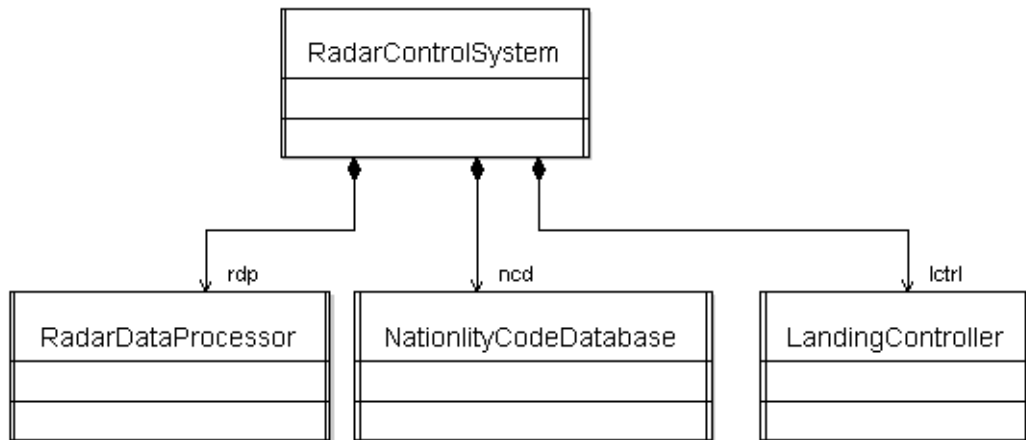 RadarControlSystem
rdp
ncd
lctrl
RadarDataProcessor
NationlityCodeDatabase
LandingController